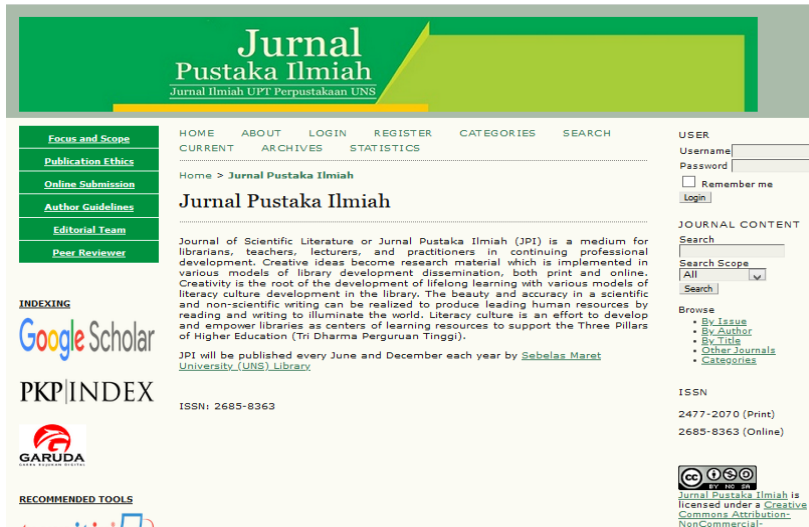 Jurnal
Pustaka Ilmiah
Jurnal Ilmiah UPT Perpustakaan UNS
Focus and Scope
Publication Ethics
Online Submission
Author Guidelines
Editorial Team
Peer Reviewer
INDEXING
Google Scholar
PKP|INDEX
GARUDA
RECOMMENDED TOOLS
HOME ABOUT LOGIN REGISTER CATEGORIES SEARCH
CURRENT ARCHIVES STATISTICS
Home > Jurnal Pustaka Ilmiah
Jurnal Pustaka Ilmiah
Journal of Scientific Literature or Jurnal Pustaka Ilmiah (JPI) is a medium for
librarians, teachers, lecturers, and practitioners in continuing professional
development. Creative ideas become research material which is implemented in
various models of library development dissemination, both print and online.
Creativity is the root of the development of lifelong learning with various models of
literacy culture development in the library. The beauty and accuracy in a scientific
and non-scientific writing can be realized to produce leading human resources by
reading and writing to illuminate the world. Literacy culture is an effort to develop
and empower libraries as centers of learning resources to support the Three Pillars
of Higher Education (Tri Dharma Perguruan Tinggi).
JPI will be published every June and December each year by Sebelas Maret
University (UNS) Library
ISSN: 2685-8363
USER
Username
Password
Remember me
Login
JOURNAL CONTENT
Search
Search Scope
All
Search
Browse
By Issue
By Author
By Title
Other Journals
Categories
ISSN
2477-2070 (Print)
2685-8363 (Online)
cc
BY NC SA
Jurnal Pustaka Ilmiah is
licensed under a Creative
Commons Attribution-
NonCommercial-